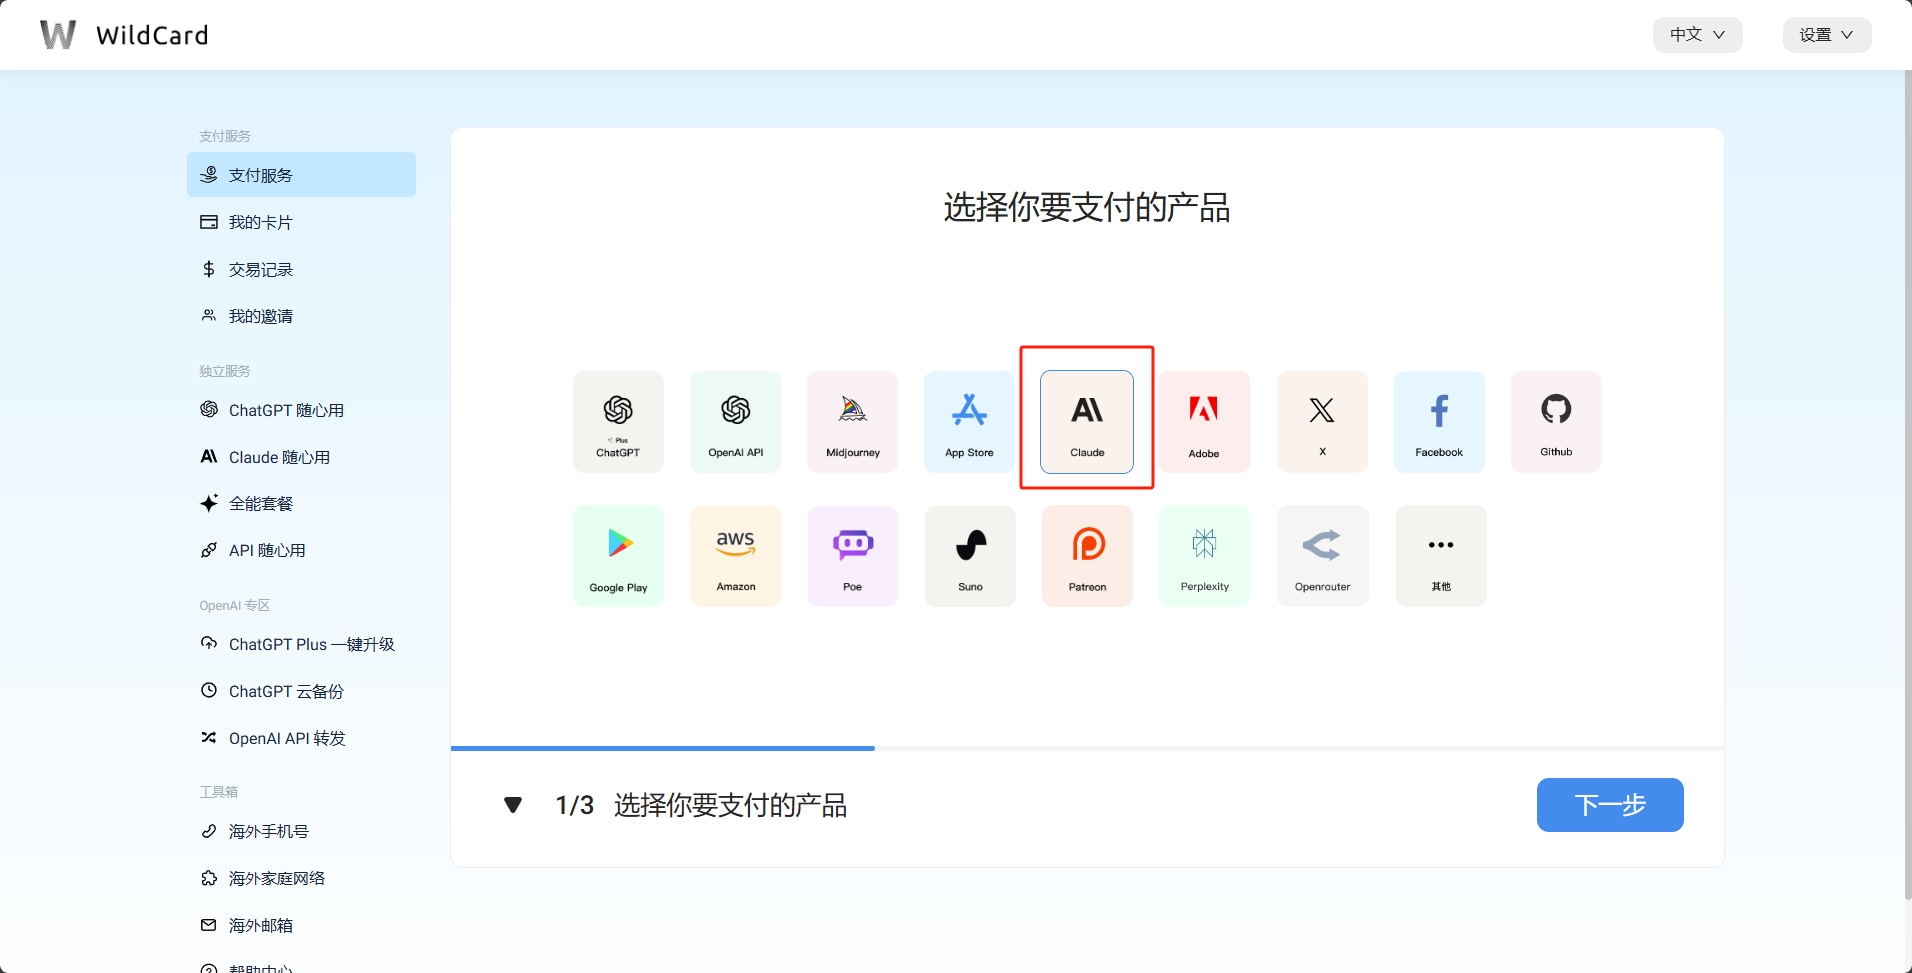 WildCard
中文
设置
支付服务
支付服务
我的卡片
交易记录
我的邀请
独立服务
ChatGPT 随心用
Claude 随心用
全能套餐
API 随心用
OpenAI 专区
ChatGPT Plus 一键升级
ChatGPT 云备份
OpenAI API 转发
工具箱
海外手机号
海外家庭网络
海外邮箱
帮助中心
选择你要支付的产品
Plus
ChatGPT
OpenAI API
Midjourney
App Store
Claude
Adobe
X
Facebook
Github
Google Play
aws
Amazon
Poe
Suno
Patreon
Perplexity
Openrouter
其他
1/3 选择你要支付的产品
下一步